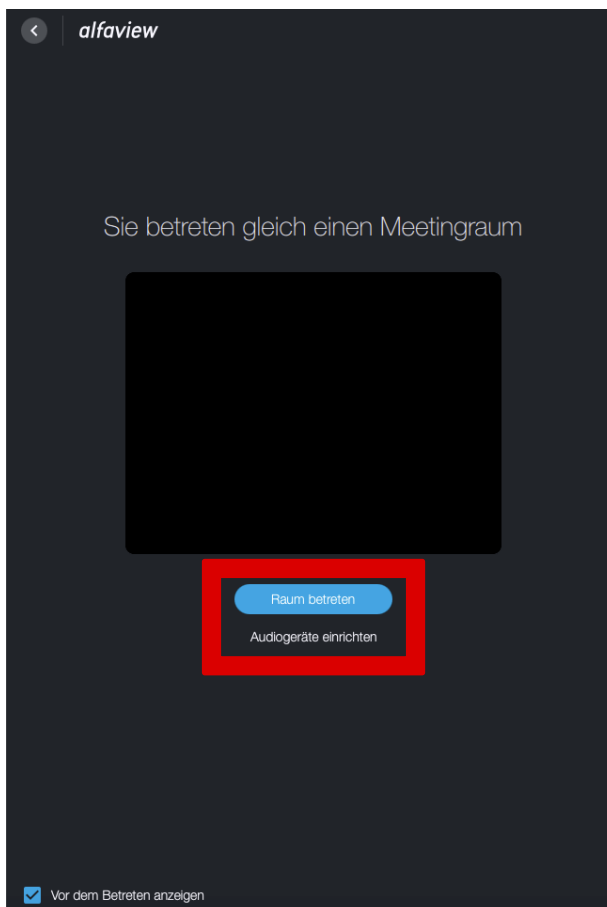 alfaview
Sie betreten gleich einen Meetingraum
Raum betreten
Audiogeräte einrichten
Vor dem Betreten anzeigen